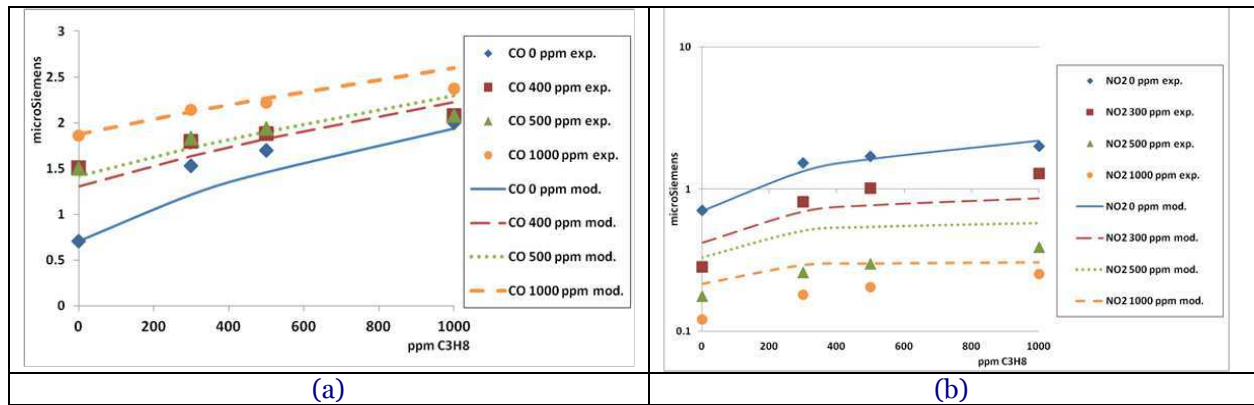 3
2.5
2
1.5
1
0.5
0
0 200 400 600 800 1000
microSiemens
ppm C3H8
CO 0 ppm exp.
CO 400 ppm exp.
CO 500 ppm exp.
CO 1000 ppm exp.
CO 0 ppm mod.
CO 400 ppm mod.
CO 500 ppm mod.
CO 1000 ppm mod.
(a)
10
1
0.1
0 200 400 600 800 1000
microSiemens
ppm C3H8
NO2 0 ppm exp.
NO2 300 ppm exp.
NO2 500 ppm exp.
NO2 1000 ppm exp.
NO2 0 ppm mod.
NO2 300 ppm mod.
NO2 500 ppm mod.
NO2 1000 ppm mod.
(b)